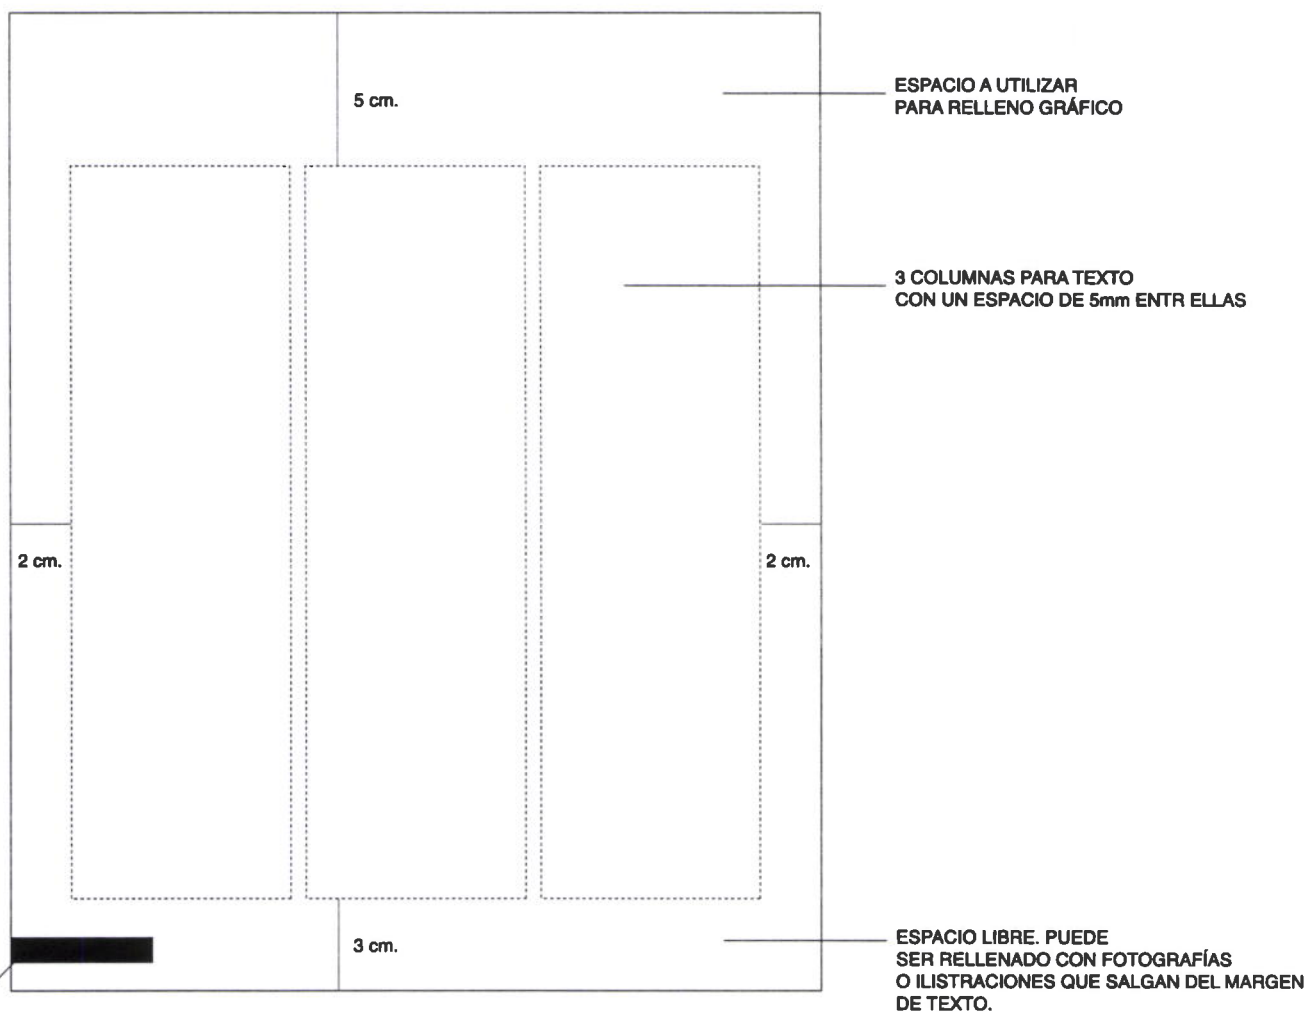 5 cm.
ESPACIO A UTILIZAR
PARA RELLENO GRÁFICO
3 COLUMNAS PARA TEXTO
CON UN ESPACIO DE 5mm ENTR ELLAS
2 cm.
2 cm.
3 cm.
ESPACIO LIBRE. PUEDE
SER RELLENADO CON FOTOGRAFÍAS
O ILISTRACIONES QUE SALGAN DEL MARGEN
DE TEXTO.